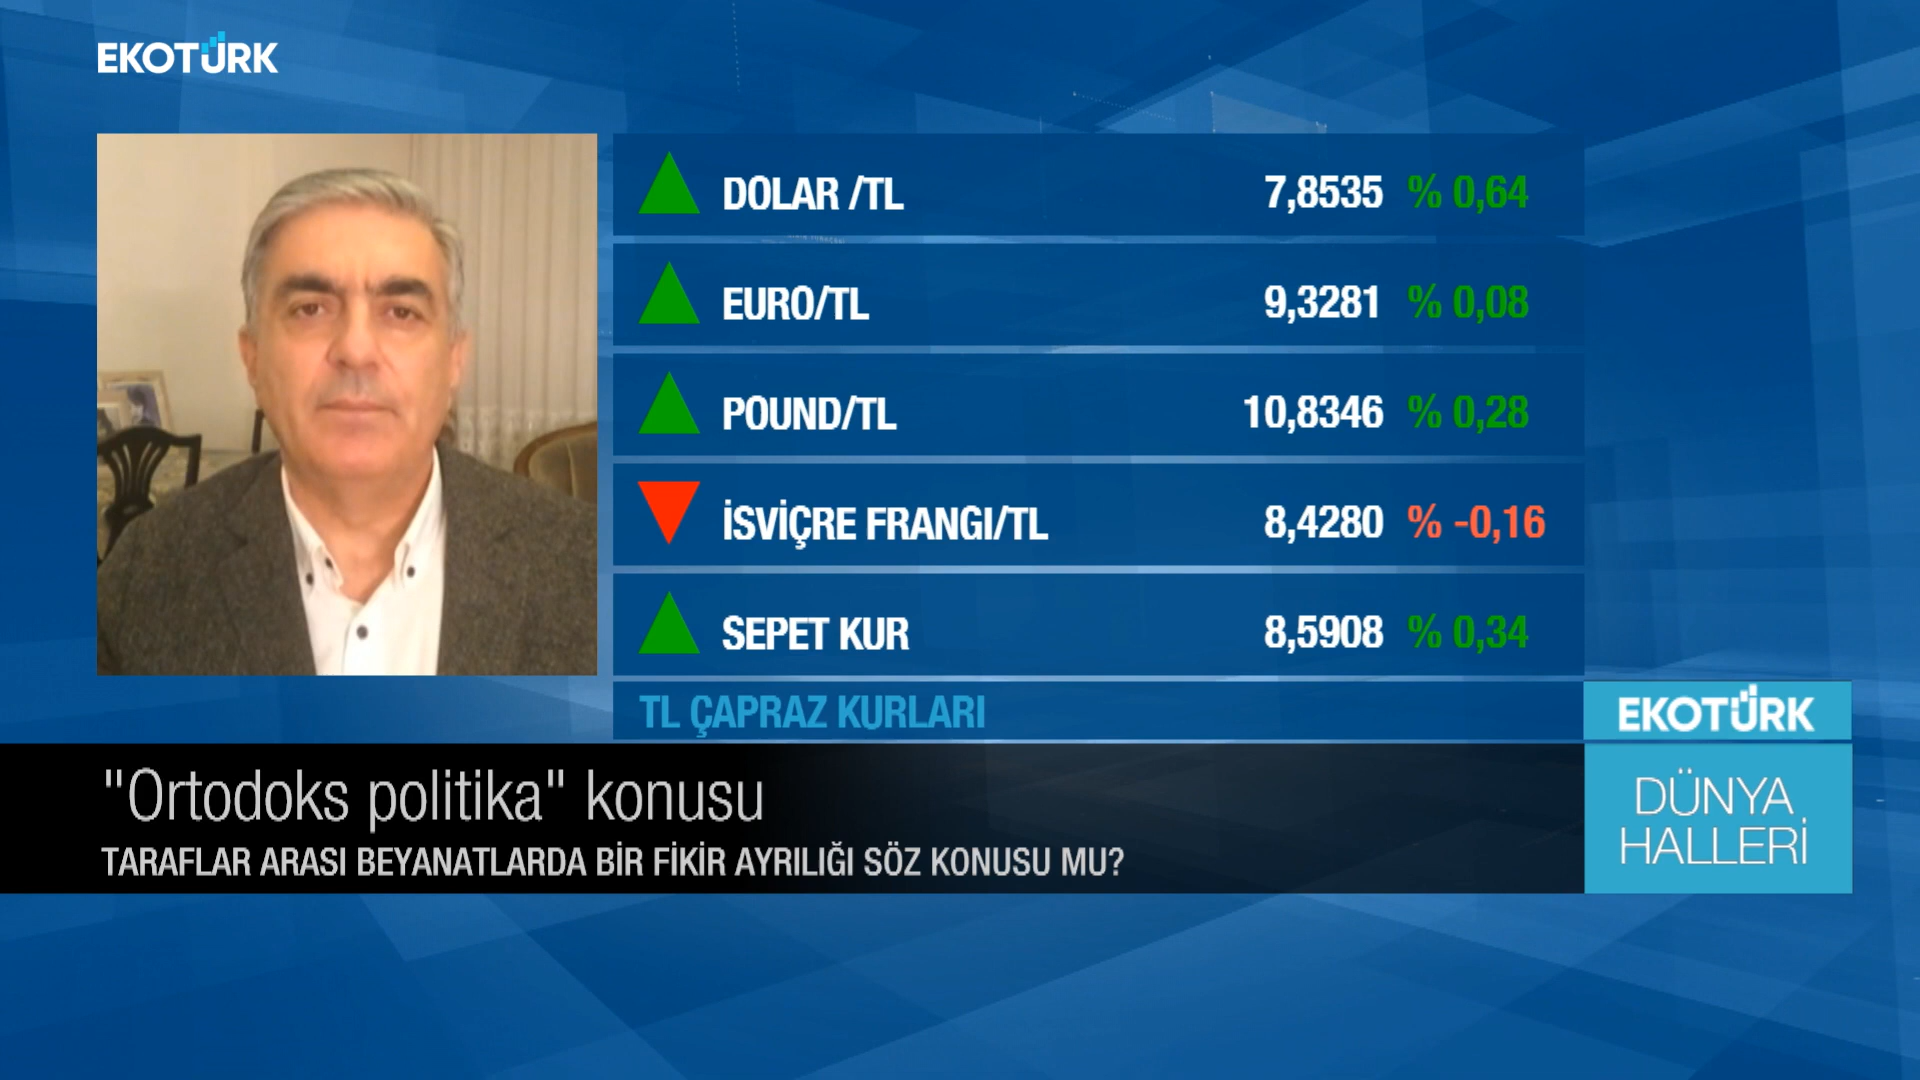 EKOTÜRK
DOLAR /TL 7,8535 % 0,64
EURO/TL 9,3281 % 0,08
POUND/TL 10,8346 % 0,28
İSVİÇRE FRANGI/TL 8,4280 % -0,16
SEPET KUR 8,5908 % 0,34
TL ÇAPRAZ KURLARI
EKOTÜRK
"Ortodoks politika" konusu
TARAFLAR ARASI BEYANATLARDA BİR FİKİR AYRILIĞI SÖZ KONUSU MU?
DÜNYA
HALLERİ